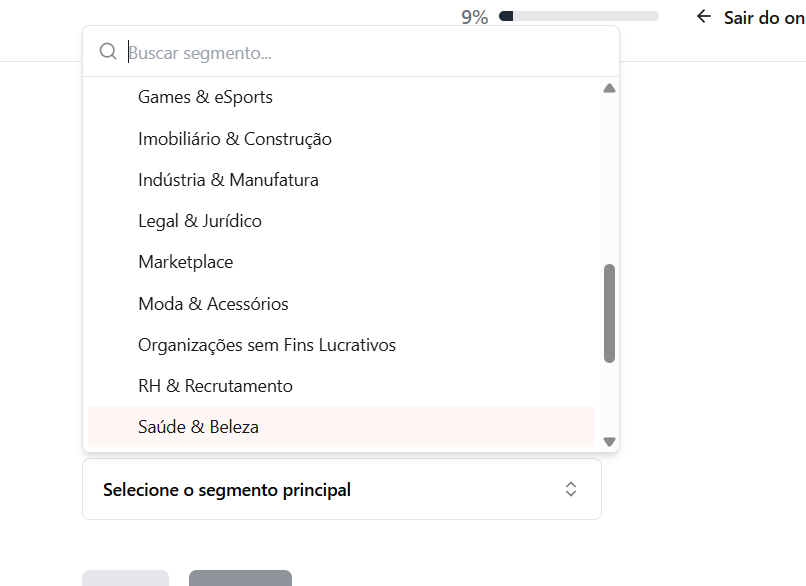 9%
Sair do on
Buscar segmento...
Games & eSports
Imobiliário & Construção
Indústria & Manufatura
Legal & Jurídico
Marketplace
Moda & Acessórios
Organizações sem Fins Lucrativos
RH & Recrutamento
Saúde & Beleza
Selecione o segmento principal